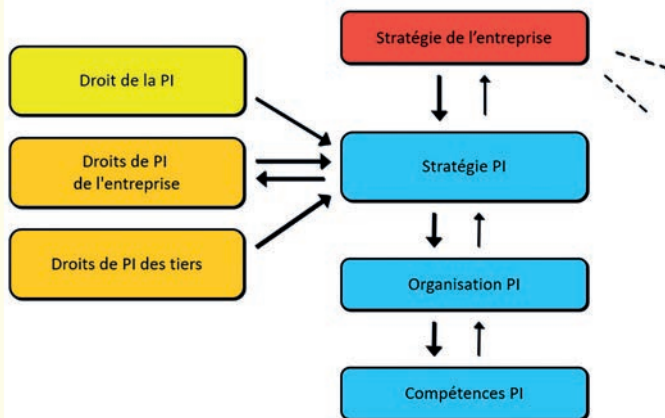 Stratégie de l’entreprise
Droit de la PI
Droits de PI
de l'entreprise
Stratégie PI
Droits de PI des tiers
Organisation PI
Compétences PI